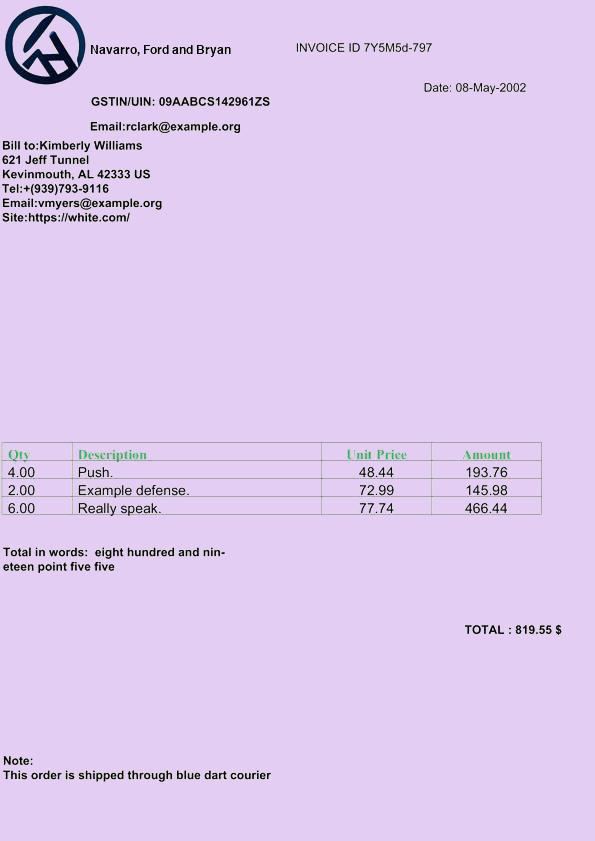 Navarro, Ford and Bryan
INVOICE ID 7Y5M5d-797
Date: 08-May-2002
GSTIN/UIN: 09AABCS142961ZS
Email:rclark@example.org
Bill to:Kimberly Williams
621 Jeff Tunnel
Kevinmouth, AL 42333 US
Tel:+(939)793-9116
Email:vmyers@example.org
Site:https://white.com/
Qty Description Unit Price Amount
4.00 Push. 48.44 193.76
2.00 Example defense. 72.99 145.98
6.00 Really speak. 77.74 466.44
Total in words:  eight hundred and nin-
eteen point five five
TOTAL : 819.55 $
Note:
This order is shipped through blue dart courier